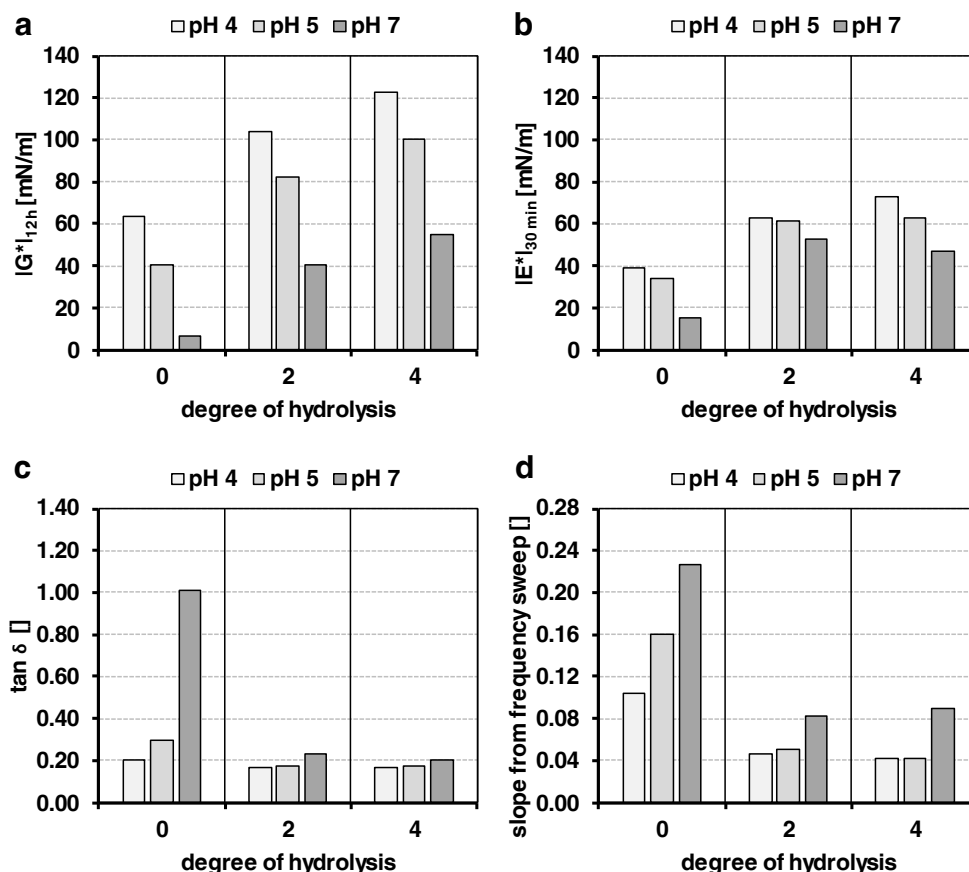 a
pH 4 pH 5 pH 7
140
120
100
80
60
40
20
0
|G*|12h [mN/m]
0 2 4
degree of hydrolysis
b
pH 4 pH 5 pH 7
140
120
100
80
60
40
20
0
|E*|30 min [mN/m]
0 2 4
degree of hydrolysis
c
pH 4 pH 5 pH 7
1.40
1.20
1.00
0.80
0.60
0.40
0.20
0.00
tan δ []
0 2 4
degree of hydrolysis
d
pH 4 pH 5 pH 7
0.28
0.24
0.20
0.16
0.12
0.08
0.04
0.00
slope from frequency sweep []
0 2 4
degree of hydrolysis